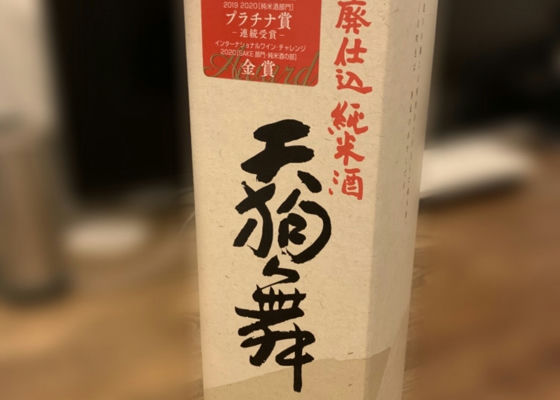 2019 2020[純米酒部門]
プラチナ賞
-連続受賞-
インターナショナルワイン・チャレンジ
2020[SAKE部門・純米酒の部]
金賞
Award
廃仕込 純米酒
天狗舞